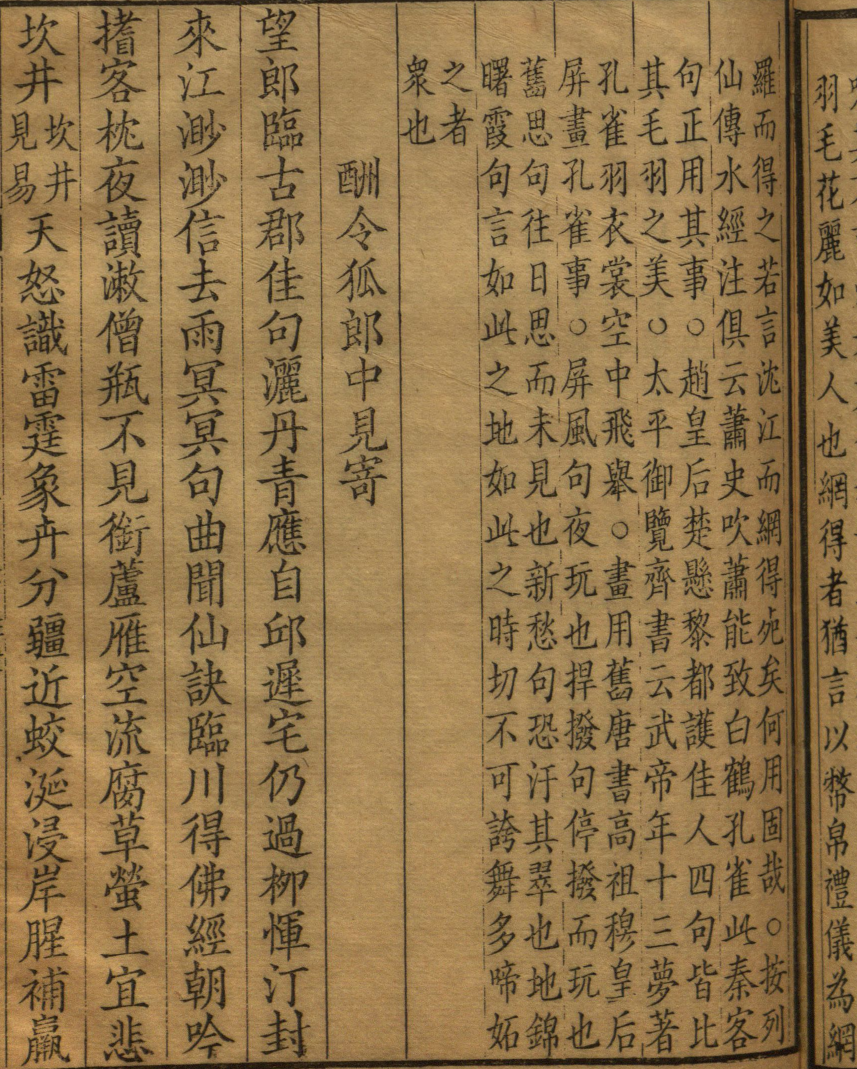 羽毛花麗如美人也網得者猶言以幣帛禮儀為網
羅而得之若言沈江而網得宛矣何用固哉○按列
仙傳水經注俱云蕭史吹簫能致白鶴孔雀此秦客
句正用其事○趙皇后楚懸黎都護佳人四句皆比
其毛羽之美○太平御覽齊書云武帝年十三夢著
孔雀羽衣裳空中飛舉○畫用舊唐書高祖穆皇后
屏畫孔雀事○屏風句夜玩也捍撥句停撥而玩也
舊思句往日思而未見也新愁句恐汙其翠也地錦
曙霞句言如此之地如此之時切不可誇舞多啼妬
之者
衆也
酬令狐郎中見寄
望郎臨古郡佳句灑丹青應自邱遲宅仍過柳惲汀封
來江渺渺信去雨冥冥句曲聞仙訣臨川得佛經朝吟
搘客枕夜讀漱僧瓶不見銜蘆雁空流腐草螢土宜悲
坎井坎井見易天怒識雷霆象卉分疆近蛟涎浸岸腥補羸